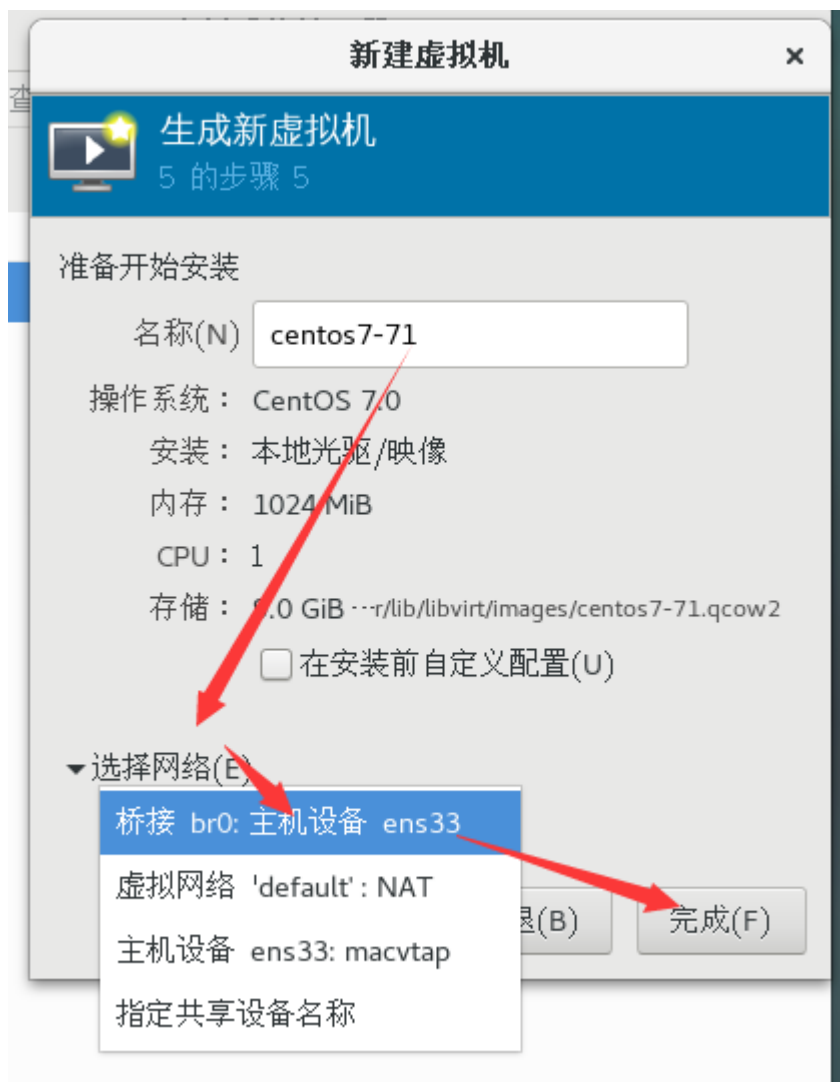 新建虚拟机 ×
查
生成新虚拟机
5 的步骤 5
准备开始安装
名称(N) centos7-71
操作系统： CentOS 7.0
安装： 本地光驱/映像
内存： 1024 MiB
CPU： 1
存储： .0 GiB ···r/lib/libvirt/images/centos7-71.qcow2
在安装前自定义配置(U)
选择网络(E)
桥接 br0: 主机设备 ens33
虚拟网络 'default' : NAT
主机设备 ens33: macvtap
指定共享设备名称
退(B) 完成(F)